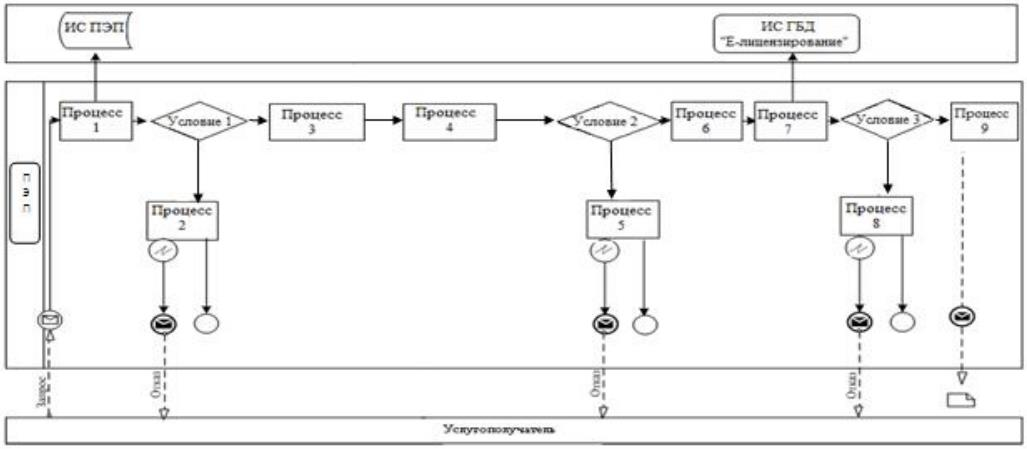 ИС ПЭП
ИС ГБД
"Е-лицензирование"
Процесс
1
Условие 1
Процесс
3
Процесс
4
Условие 2
Процесс
6
Процесс
7
Условие 3
Процесс
9
П
Э
П
Процесс
2
Процесс
5
Процесс
8
Запрос
Отказ
Отказ
Отказ
Услугополучатель